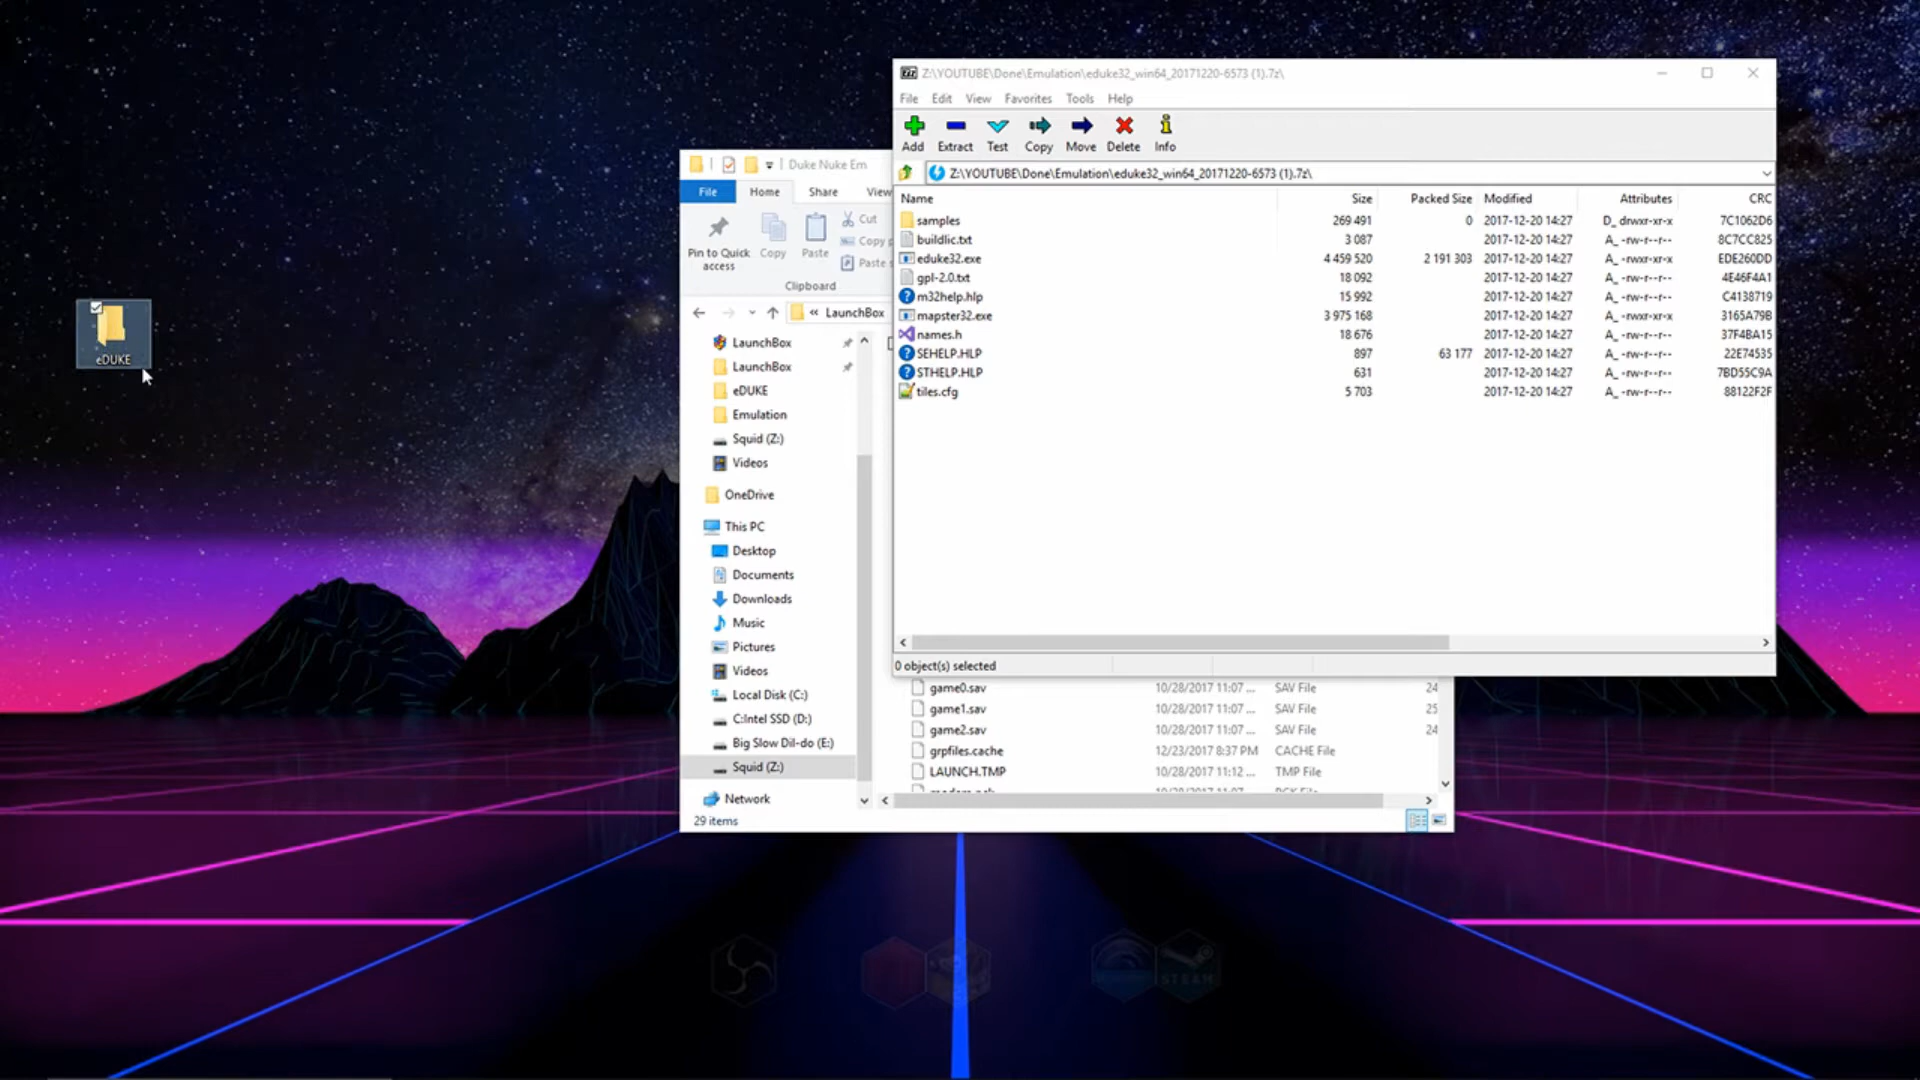 Z:\YOUTUBE\Done\Emulation\eduke32_win64_20171220-6573 (1).7z\
File Edit View Favorites Tools Help
Add Extract Test Copy Move Delete Info
Z:\YOUTUBE\Done\Emulation\eduke32_win64_20171220-6573 (1).7z\
Name Size Packed Size Modified Attributes CRC
samples 269 491 0 2017-12-20 14:27 D_ drwxr-xr-x 7C1062D6
buildlic.txt 3 087 2017-12-20 14:27 A_ -rw-r--r-- 8C7CC825
eduke32.exe 4 459 520 2 191 303 2017-12-20 14:27 A_ -rwxr-xr-x EDE260DD
gpl-2.0.txt 18 092 2017-12-20 14:27 A_ -rw-r--r-- 4E46F4A1
m32help.hlp 15 992 2017-12-20 14:27 A_ -rw-r--r-- C4138719
mapster32.exe 3 975 168 2017-12-20 14:27 A_ -rwxr-xr-x 3165A79B
names.h 18 676 2017-12-20 14:27 A_ -rw-r--r-- 37F4BA15
SEHELP.HLP 897 63 177 2017-12-20 14:27 A_ -rw-r--r-- 22E74535
STHELP.HLP 631 2017-12-20 14:27 A_ -rw-r--r-- 7BD55C9A
tiles.cfg 5 703 2017-12-20 14:27 A_ -rw-r--r-- 88122F2F
0 object(s) selected
Duke Nuke Em
File Home Share View
Pin to Quick access
Copy
Paste
Cut
Copy p
Paste s
Clipboard
« LaunchBox
LaunchBox
LaunchBox
eDUKE
Emulation
Squid (Z:)
Videos
OneDrive
This PC
Desktop
Documents
Downloads
Music
Pictures
Videos
Local Disk (C:)
C:Intel SSD (D:)
Big Slow Dil-do (E:)
Squid (Z:)
Network
29 items
game0.sav 10/28/2017 11:07 ... SAV File 24
game1.sav 10/28/2017 11:07 ... SAV File 25
game2.sav 10/28/2017 11:07 ... SAV File 24
grpfiles.cache 12/23/2017 8:37 PM CACHE File
LAUNCH.TMP 10/28/2017 11:12 ... TMP File
eDUKE
STEAM